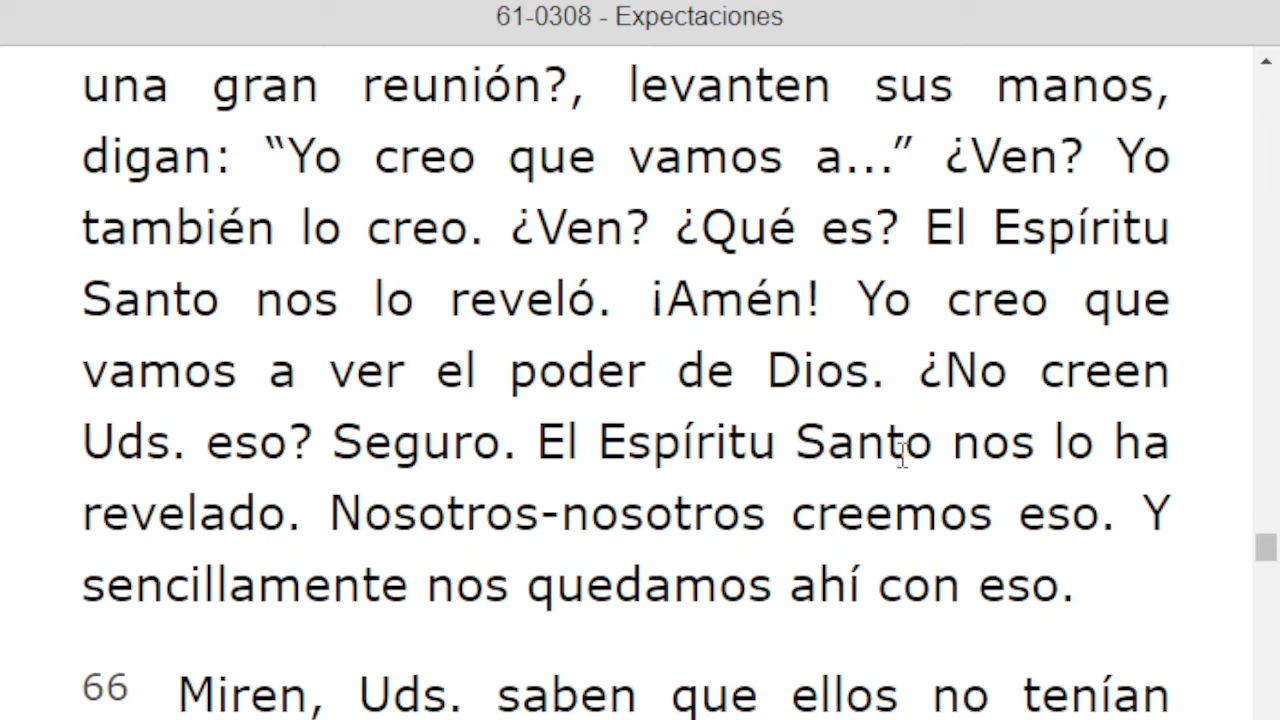 61-0308 - Expectaciones
una gran reunión?, levanten sus manos,
digan: “Yo creo que vamos a...” ¿Ven? Yo
también lo creo. ¿Ven? ¿Qué es? El Espíritu
Santo nos lo reveló. ¡Amén! Yo creo que
vamos a ver el poder de Dios. ¿No creen
Uds. eso? Seguro. El Espíritu Santo nos lo ha
revelado. Nosotros-nosotros creemos eso. Y
sencillamente nos quedamos ahí con eso.
66 Miren, Uds. saben que ellos no tenían